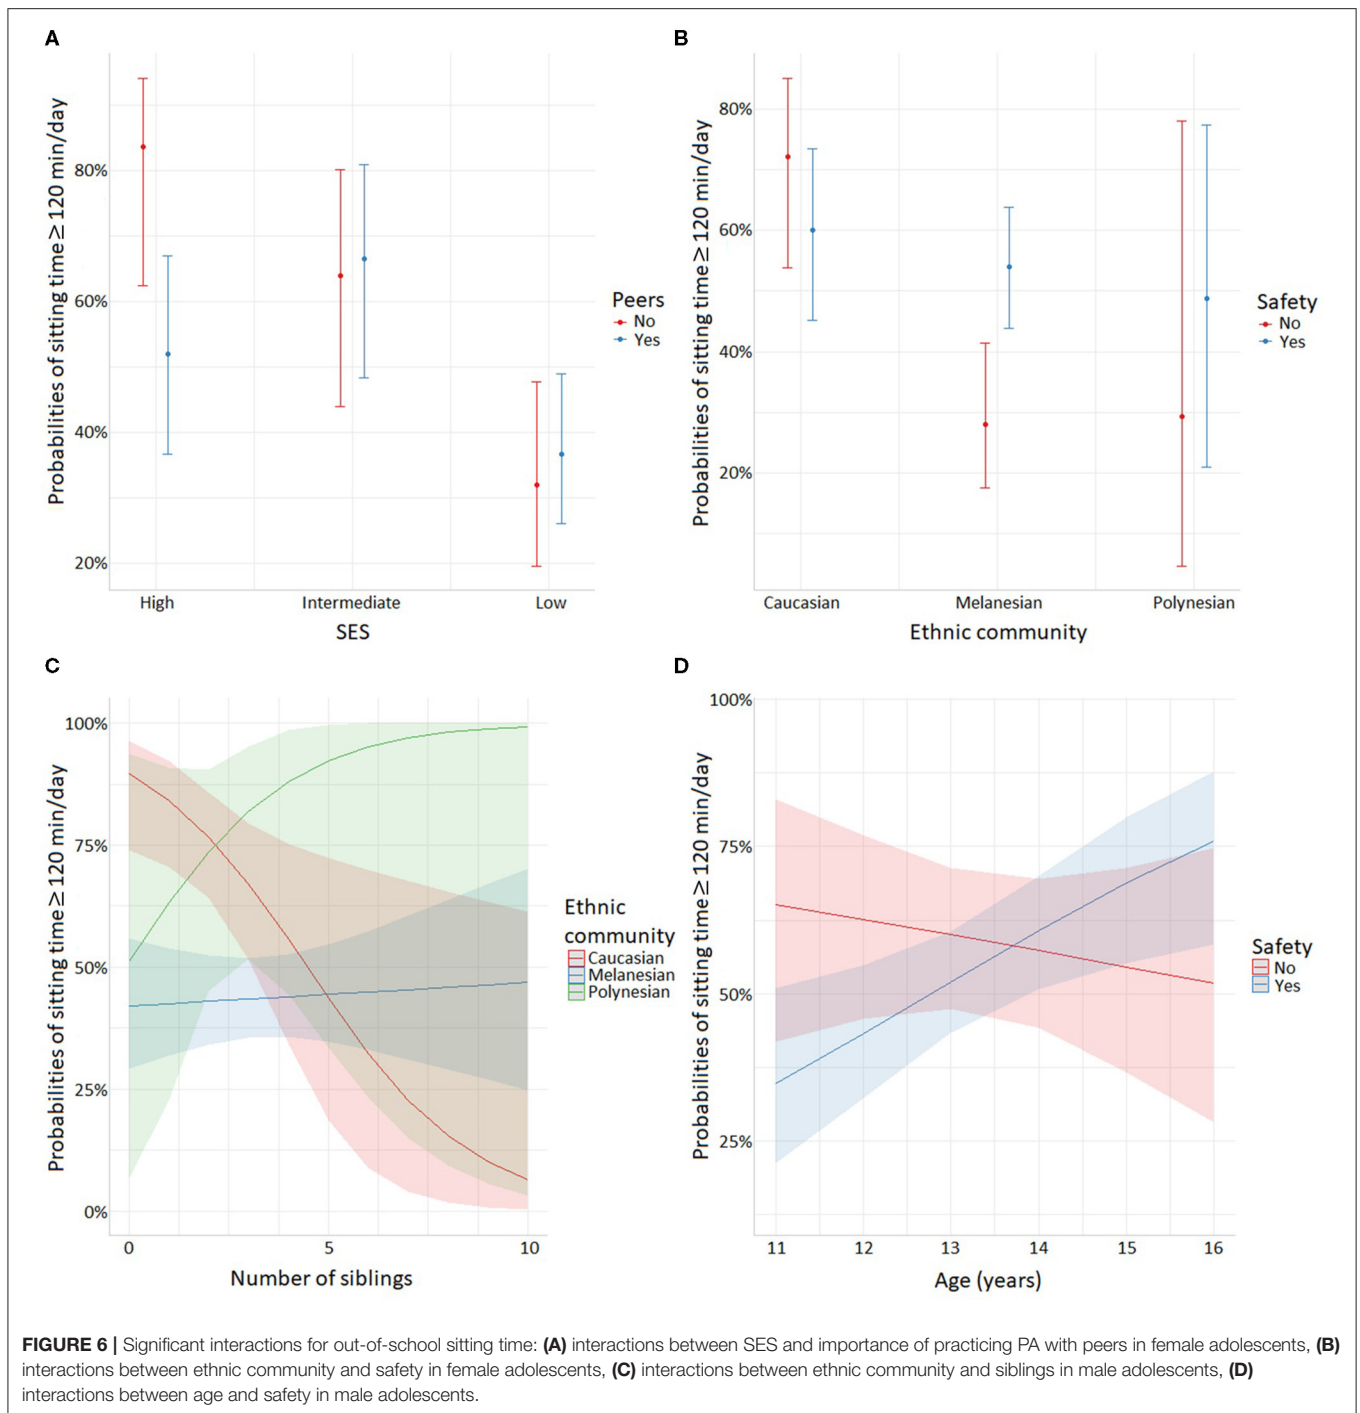 A
Probabilities of sitting time≥120 min/day
80%
60%
40%
20%
High
Intermediate
Low
SES
Peers
No
Yes
B
Probabilities of sitting time≥120 min/day
80%
60%
40%
20%
Caucasian
Melanesian
Polynesian
Ethnic community
Safety
No
Yes
C
Probabilities of sitting time≥120 min/day
100%
75%
50%
25%
0%
0
5
10
Number of siblings
Ethnic
community
Caucasian
Melanesian
Polynesian
D
Probabilities of sitting time≥120 min/day
100%
75%
50%
25%
11
12
13
14
15
16
Age (years)
Safety
No
Yes
FIGURE 6 | Significant interactions for out-of-school sitting time: (A) interactions between SES and importance of practicing PA with peers in female adolescents, (B)
interactions between ethnic community and safety in female adolescents, (C) interactions between ethnic community and siblings in male adolescents, (D)
interactions between age and safety in male adolescents.